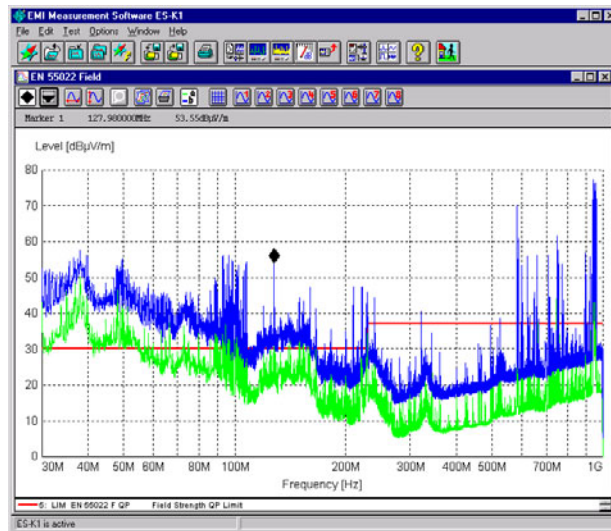 EMI Measurement Software ES-K1
File Edit Test Options Window Help
EN 55022 Field
Marker 1 127.980000MHz 53.55dBµV/m
Level [dBµV/m]
80
70
60
50
40
30
20
10
0
30M 40M 50M 60M 80M 100M 200M 300M 400M 500M 700M 1G
Frequency [Hz]
LIM EN 55022 F QP Field Strength QP Limit
ES-K1 is active